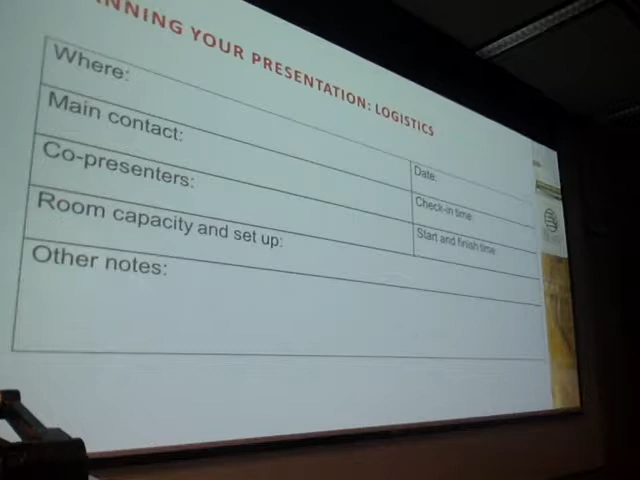 NNING YOUR PRESENTATION: LOGISTICS
Where:
Date:
Main contact:
Check-in time:
Co-presenters:
Start and finish time:
Room capacity and set up:
Other notes: